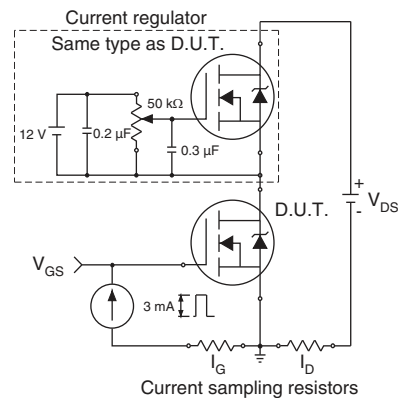 Current regulator
Same type as D.U.T.
50 kΩ
12 V
0.2 µF
0.3 µF
+
V_DS
-
D.U.T.
V_GS
3 mA
I_G
I_D
Current sampling resistors